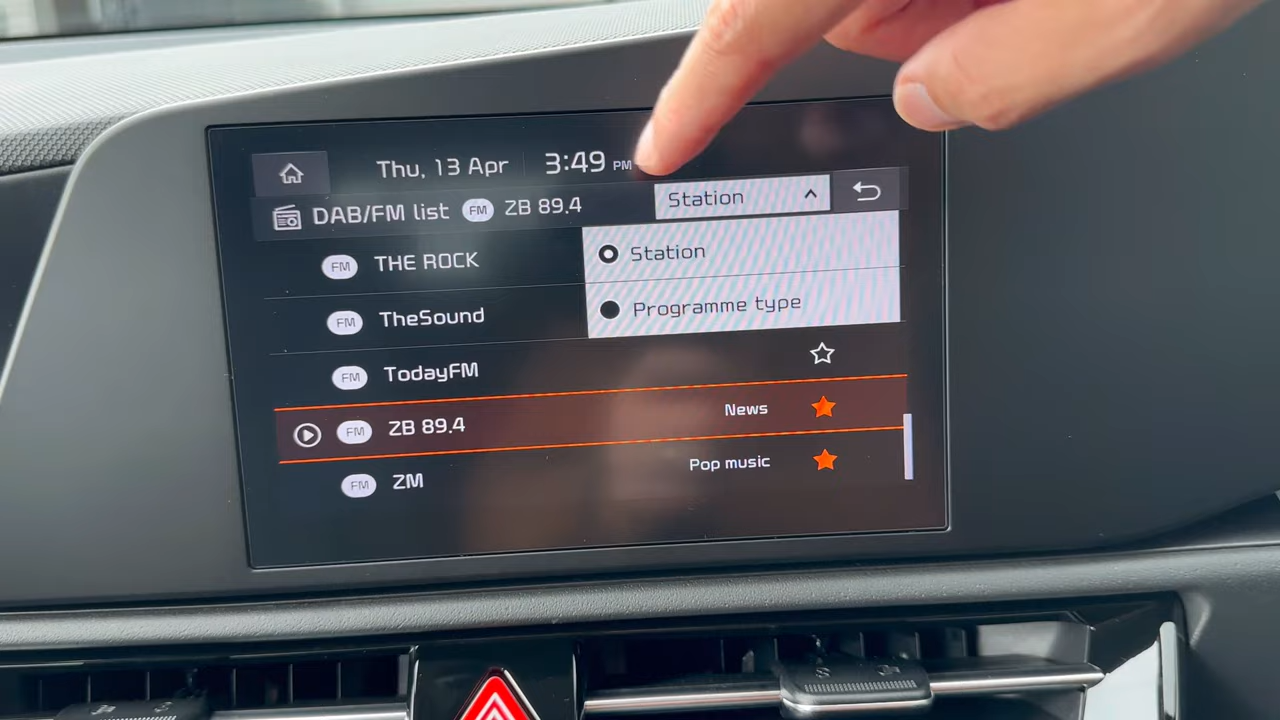 Thu, 13 Apr 3:49 PM
DAB/FM list FM ZB 89.4 Station
FM THE ROCK Station
FM TheSound Programme type
FM TodayFM
FM ZB 89.4 News
FM ZM Pop music